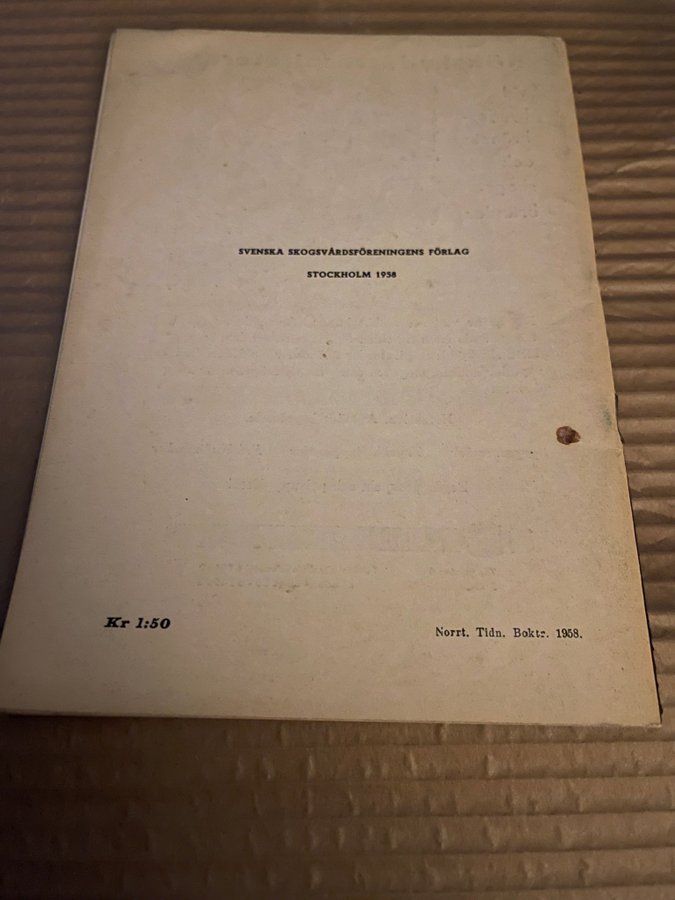 SVENSKA SKOGSVÅRDSFÖRENINGENS FÖRLAG
STOCKHOLM 1958
Kr 1:50
Norrt. Tidn. Boktr. 1958.